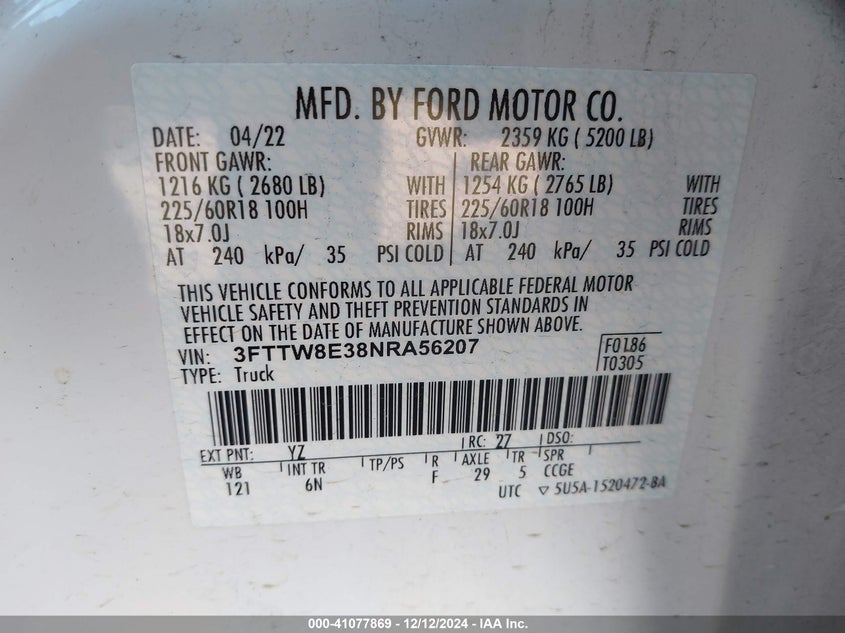 MFD. BY FORD MOTOR CO.
DATE: 04/22 GVWR: 2359 KG ( 5200 LB)
FRONT GAWR: REAR GAWR:
1216 KG ( 2680 LB) WITH 1254 KG ( 2765 LB) WITH
225/60R18 100H TIRES 225/60R18 100H TIRES
18x7.0J RIMS 18x7.0J RIMS
AT 240 kPa/ 35 PSI COLD AT 240 kPa/ 35 PSI COLD
THIS VEHICLE CONFORMS TO ALL APPLICABLE FEDERAL MOTOR
VEHICLE SAFETY AND THEFT PREVENTION STANDARDS IN
EFFECT ON THE DATE OF MANUFACTURE SHOWN ABOVE.
VIN: 3FTTW8E38NRA56207 F0186
TYPE: Truck T0305
EXT PNT: YZ RC: 27 DSO:
WB INT TR TP/PS R AXLE TR SPR
121 6N F 29 5 CCGE
UTC ▽ 5U5A-1520472-BA
000-41077869 - 12/12/2024 - IAA Inc.